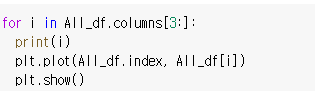 for i in All_df.columns[3:]:
  print(i)
  plt.plot(All_df.index, All_df[i])
  plt.show()